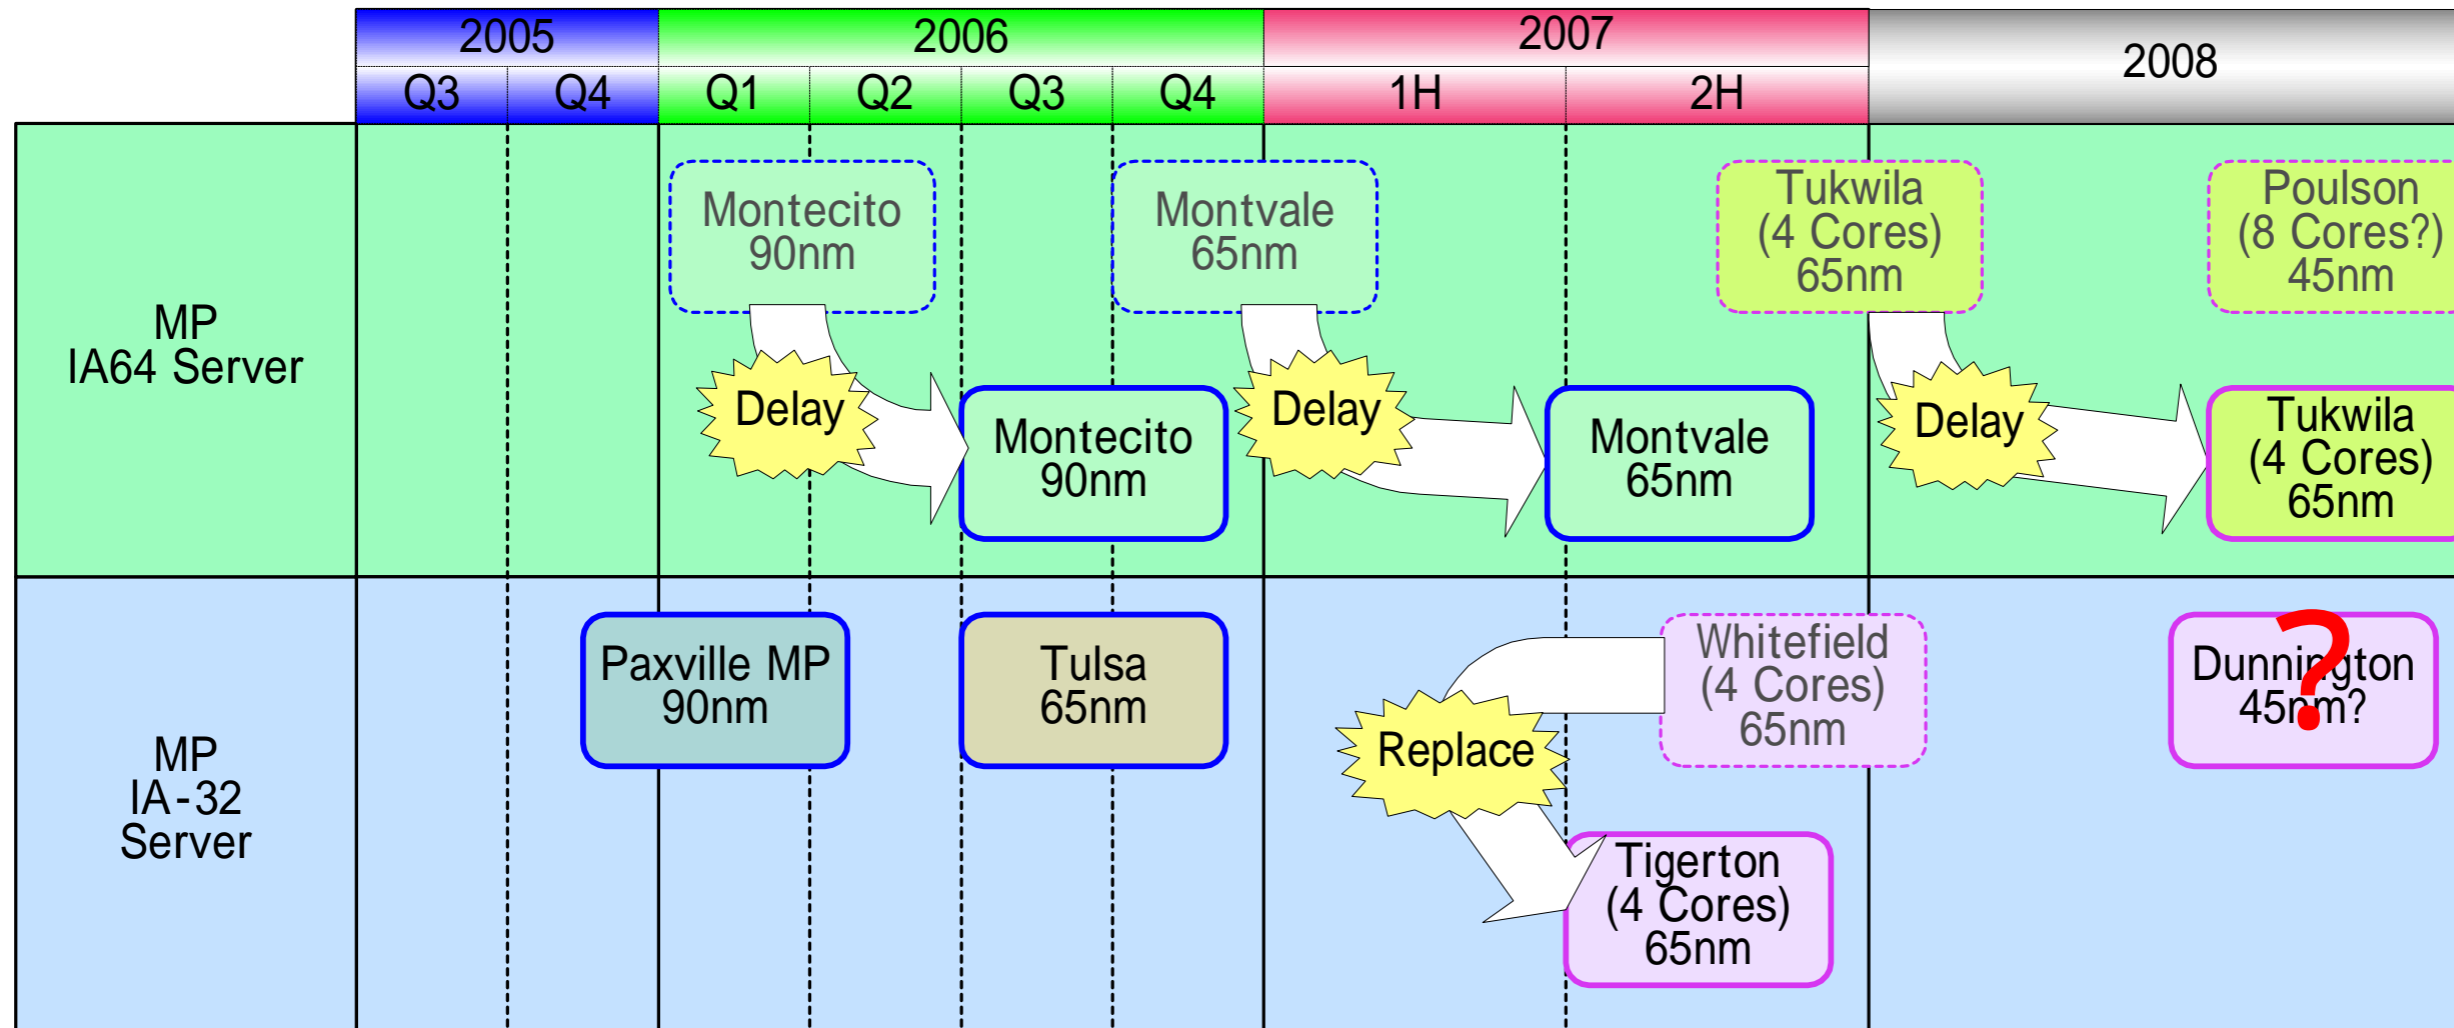 2005
2006
2007
2008
Q3
Q4
Q1
Q2
Q3
Q4
1H
2H
MP
IA64 Server
Montecito
90nm
Montvale
65nm
Tukwila
(4 Cores)
65nm
Poulson
(8 Cores?)
45nm
Delay
Delay
Delay
Montecito
90nm
Montvale
65nm
Tukwila
(4 Cores)
65nm
MP
IA-32
Server
Paxville MP
90nm
Tulsa
65nm
Whitefield
(4 Cores)
65nm
Dunnington
45nm?
?
Replace
Tigerton
(4 Cores)
65nm